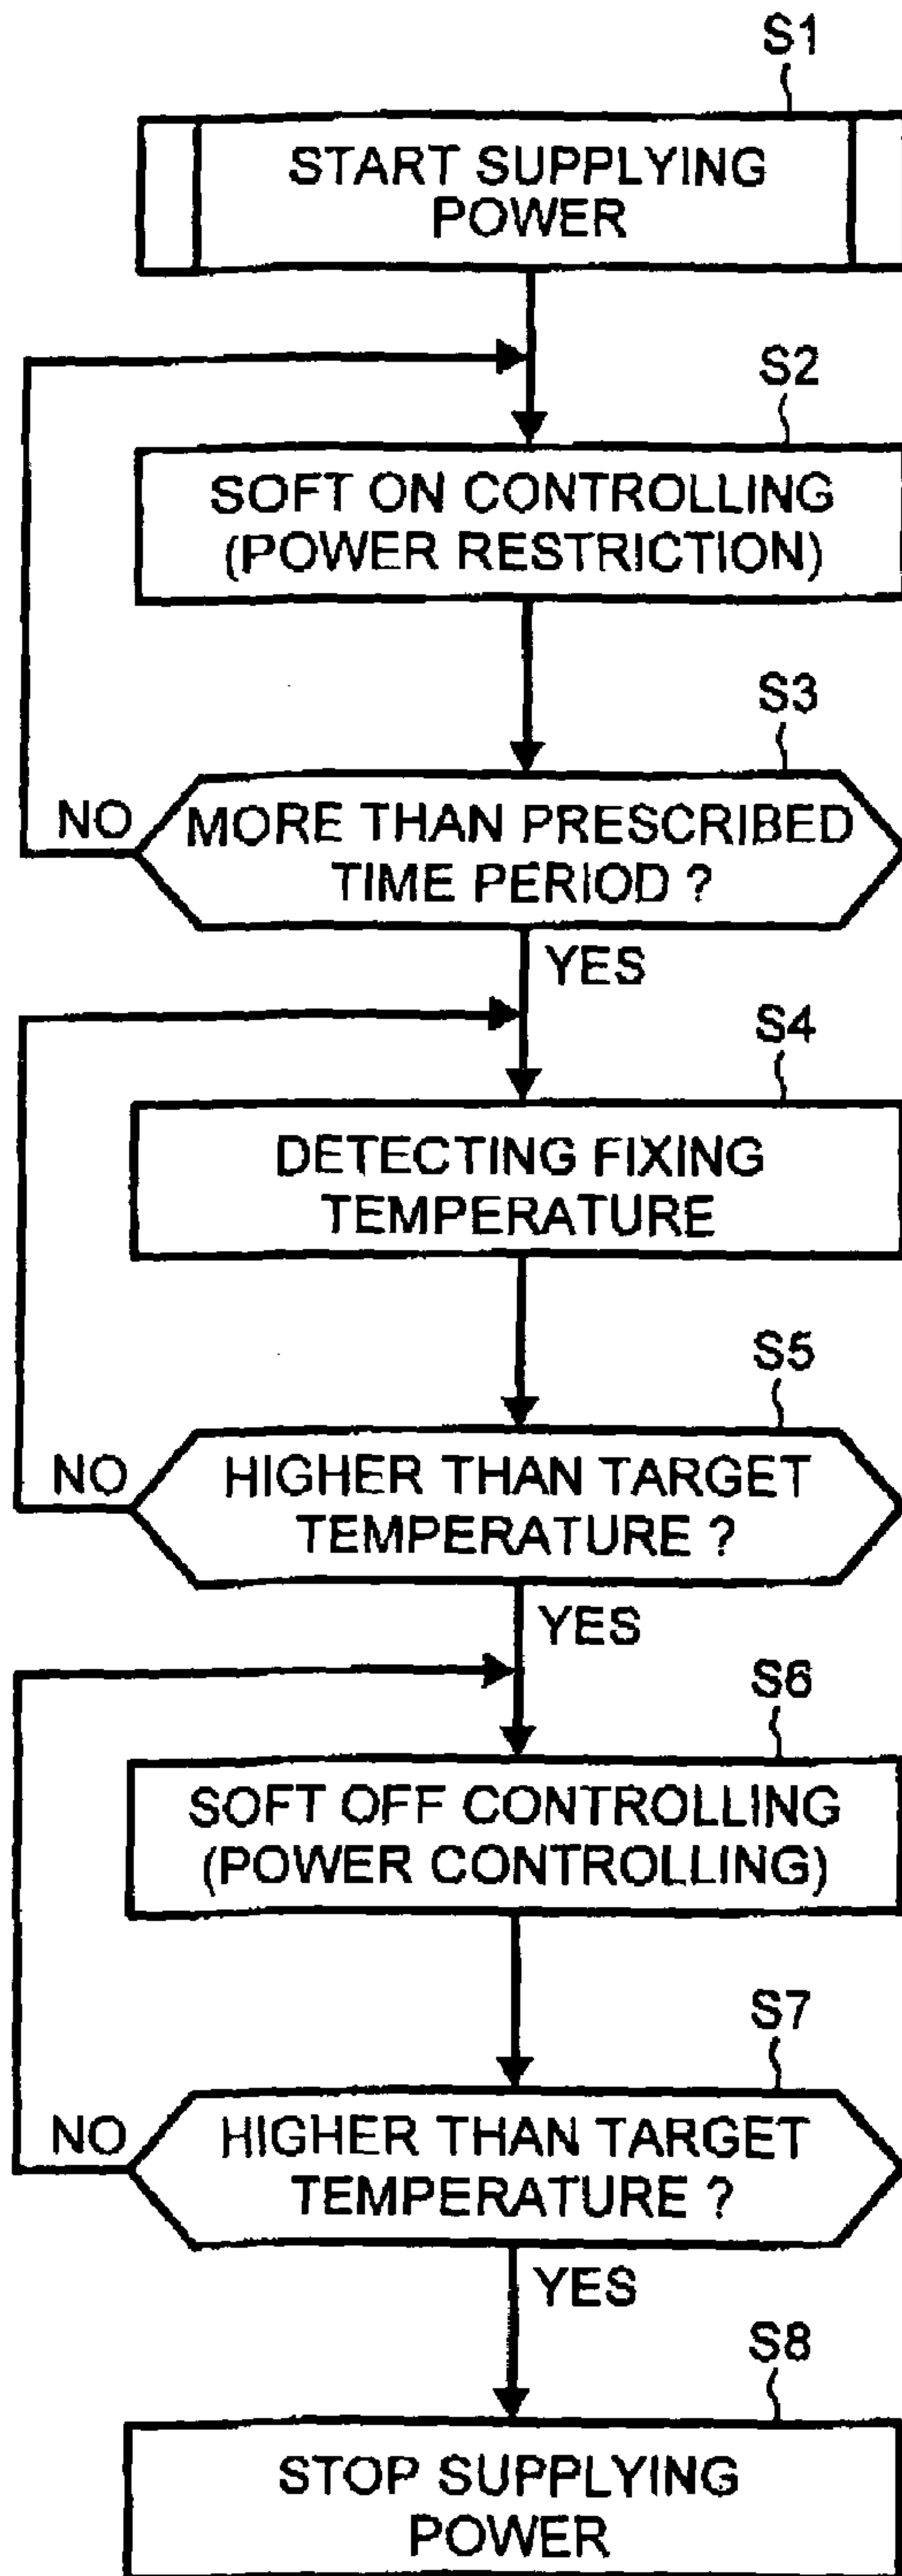 S1
START SUPPLYING
POWER
S2
SOFT ON CONTROLLING
(POWER RESTRICTION)
S3
NO
MORE THAN PRESCRIBED
TIME PERIOD ?
YES
S4
DETECTING FIXING
TEMPERATURE
S5
NO
HIGHER THAN TARGET
TEMPERATURE ?
YES
S6
SOFT OFF CONTROLLING
(POWER CONTROLLING)
S7
NO
HIGHER THAN TARGET
TEMPERATURE ?
YES
S8
STOP SUPPLYING
POWER